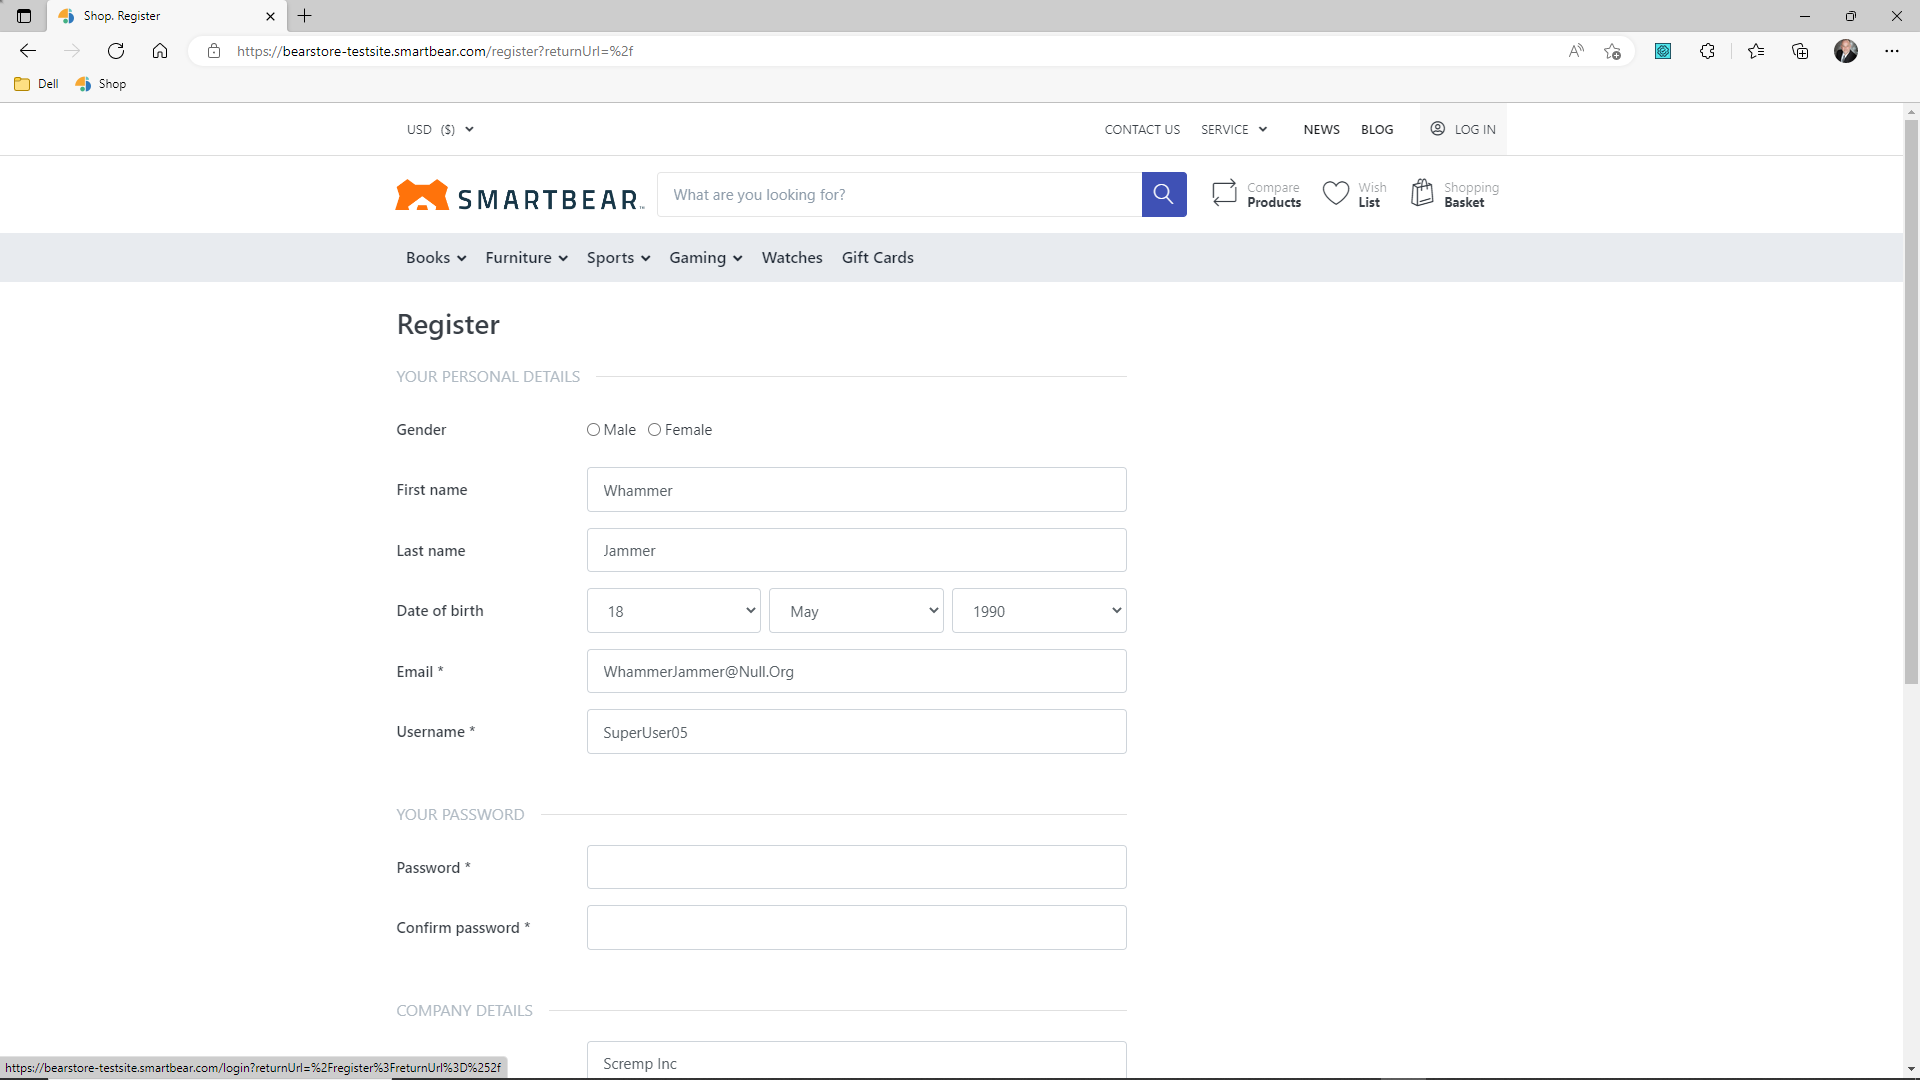 Shop. Register
https://bearstore-testsite.smartbear.com/register?returnUrl=%2f
Dell Shop
USD ($) CONTACT US SERVICE NEWS BLOG LOG IN
SMARTBEAR™ What are you looking for? Compare Products Wish List Shopping Basket
Books Furniture Sports Gaming Watches Gift Cards
Register
YOUR PERSONAL DETAILS
Gender Male Female
First name Whammer
Last name Jammer
Date of birth 18 May 1990
Email * WhammerJammer@Null.Org
Username * SuperUser05
YOUR PASSWORD
Password *
Confirm password *
COMPANY DETAILS
Scremp Inc
https://bearstore-testsite.smartbear.com/login?returnUrl=%2Fregister%3FreturnUrl%3D%252f